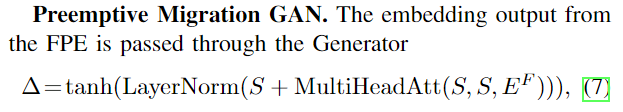 Preemptive Migration GAN. The embedding output from
the FPE is passed through the Generator
Δ=tanh(LayerNorm(S + MultiHeadAtt(S, S, E^F))), (7)